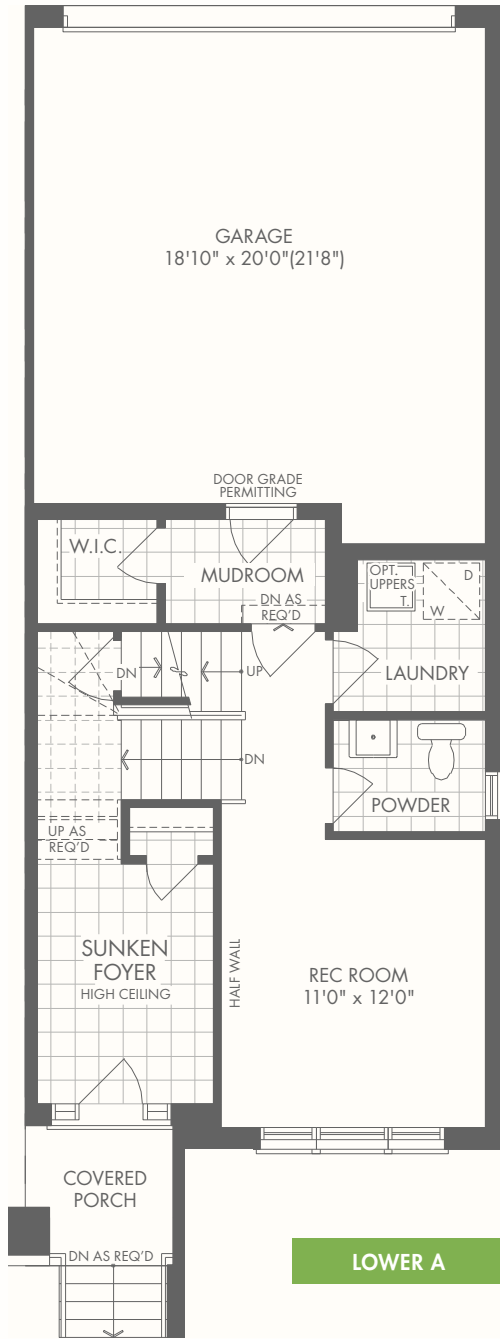 GARAGE
18'10" x 20'0"(21'8")
DOOR GRADE
PERMITTING
W.I.C.
MUDROOM
DN AS
REQ'D
OPT.
UPPERS
T.
D
W
LAUNDRY
DN
UP
DN
POWDER
UP AS
REQ'D
SUNKEN
FOYER
HIGH CEILING
HALF WALL
REC ROOM
11'0" x 12'0"
COVERED
PORCH
DN AS REQ'D
LOWER A